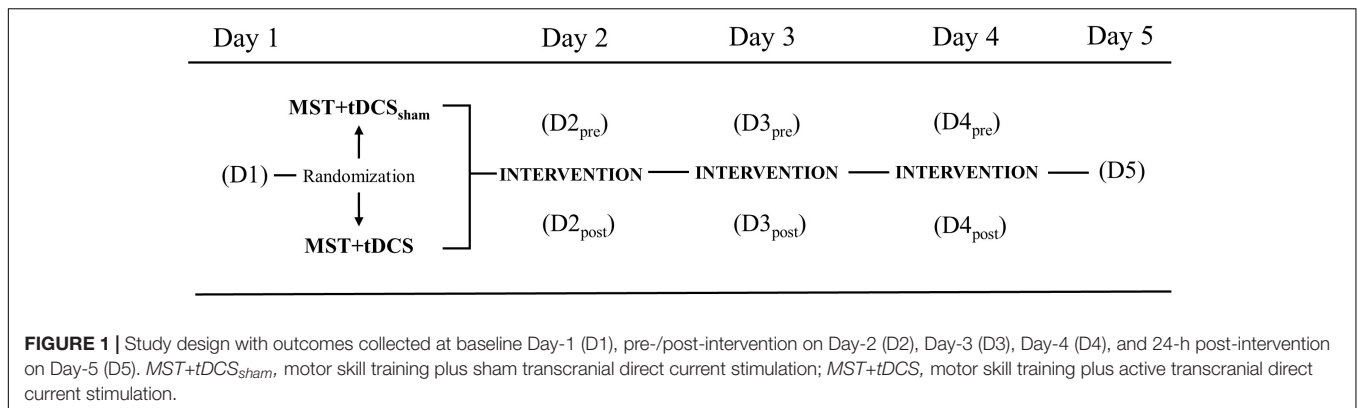 Day 1 Day 2 Day 3 Day 4 Day 5
MST+tDCSsham
(D2pre) (D3pre) (D4pre)
(D1) Randomization INTERVENTION INTERVENTION INTERVENTION (D5)
(D2post) (D3post) (D4post)
MST+tDCS
FIGURE 1 | Study design with outcomes collected at baseline Day-1 (D1), pre-/post-intervention on Day-2 (D2), Day-3 (D3), Day-4 (D4), and 24-h post-intervention
on Day-5 (D5). MST+tDCSsham, motor skill training plus sham transcranial direct current stimulation; MST+tDCS, motor skill training plus active transcranial direct
current stimulation.